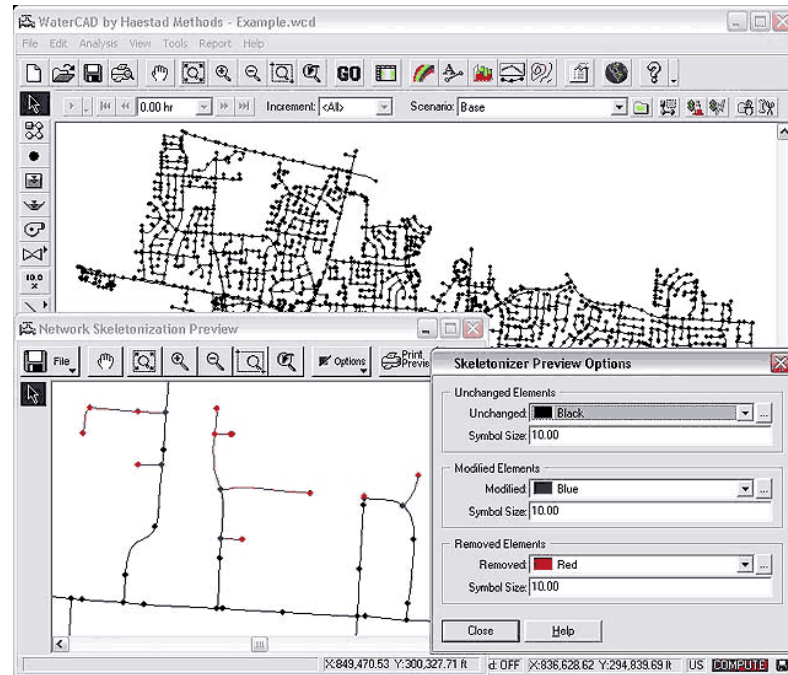 WaterCAD by Haestad Methods - Example.wcd
File Edit Analysis View Tools Report Help
GO
0.00 hr Increment: <All> Scenario: Base
10.0
Network Skeletonization Preview
File Options Print Previe
Skeletonizer Preview Options
Unchanged Elements
Unchanged: Black ...
Symbol Size: 10.00
Modified Elements
Modified: Blue ...
Symbol Size: 10.00
Removed Elements
Removed: Red ...
Symbol Size: 10.00
Close Help
X:849,470.53 Y:300,327.71 ft d: OFF X:836,628.62 Y:294,839.69 ft US COMPUTE